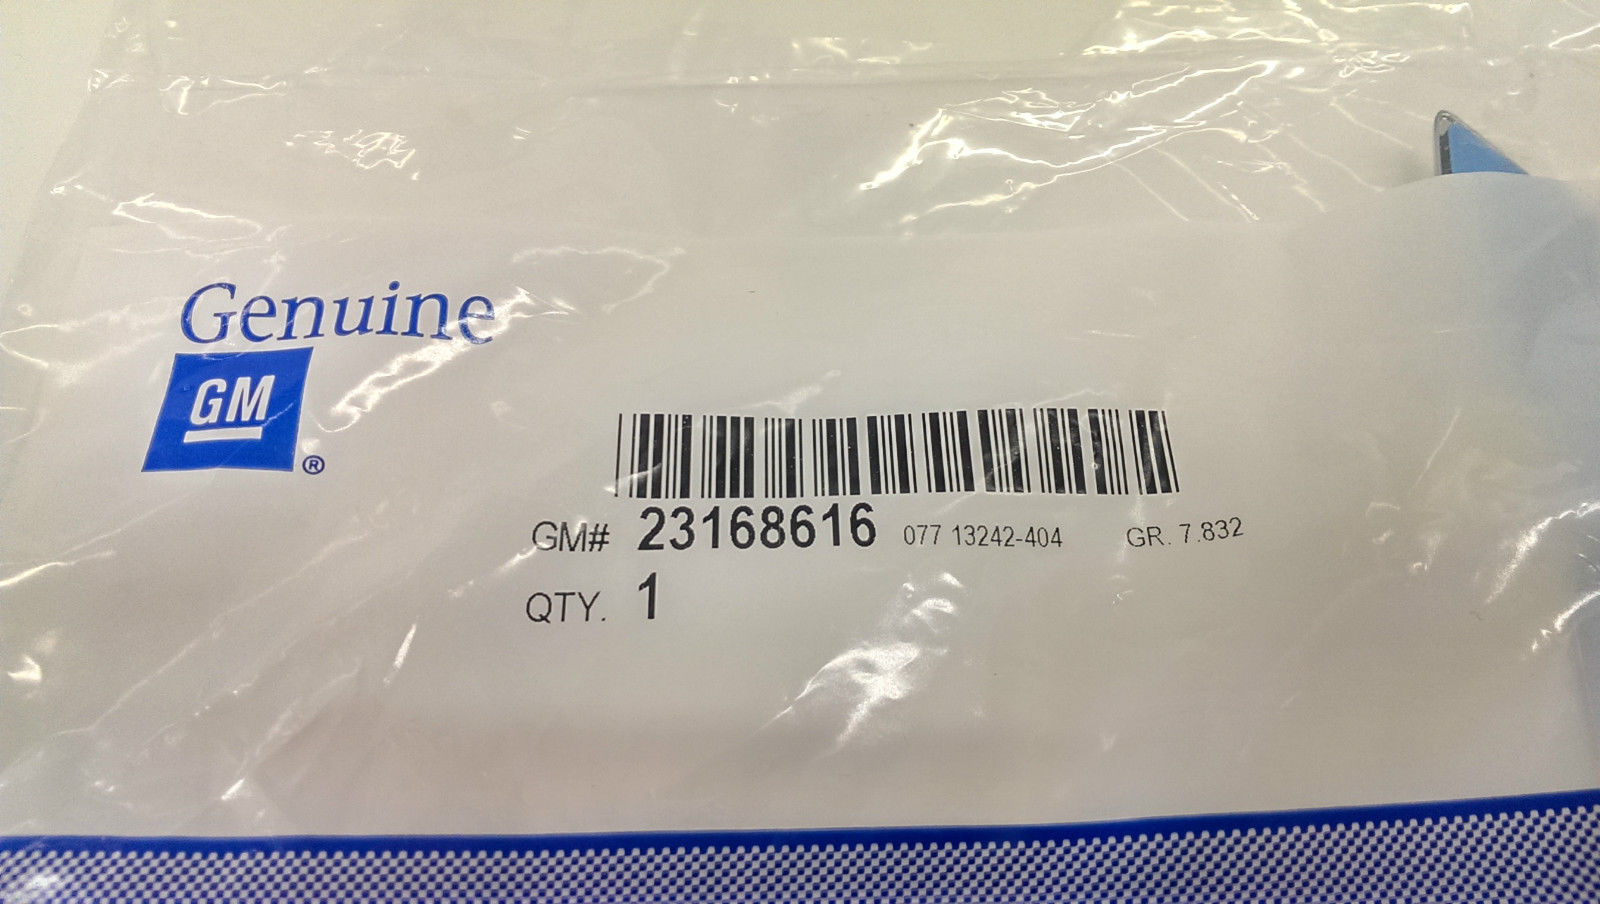 Genuine
GM
®
GM# 23168616 077 13242-404 GR. 7.832
QTY. 1